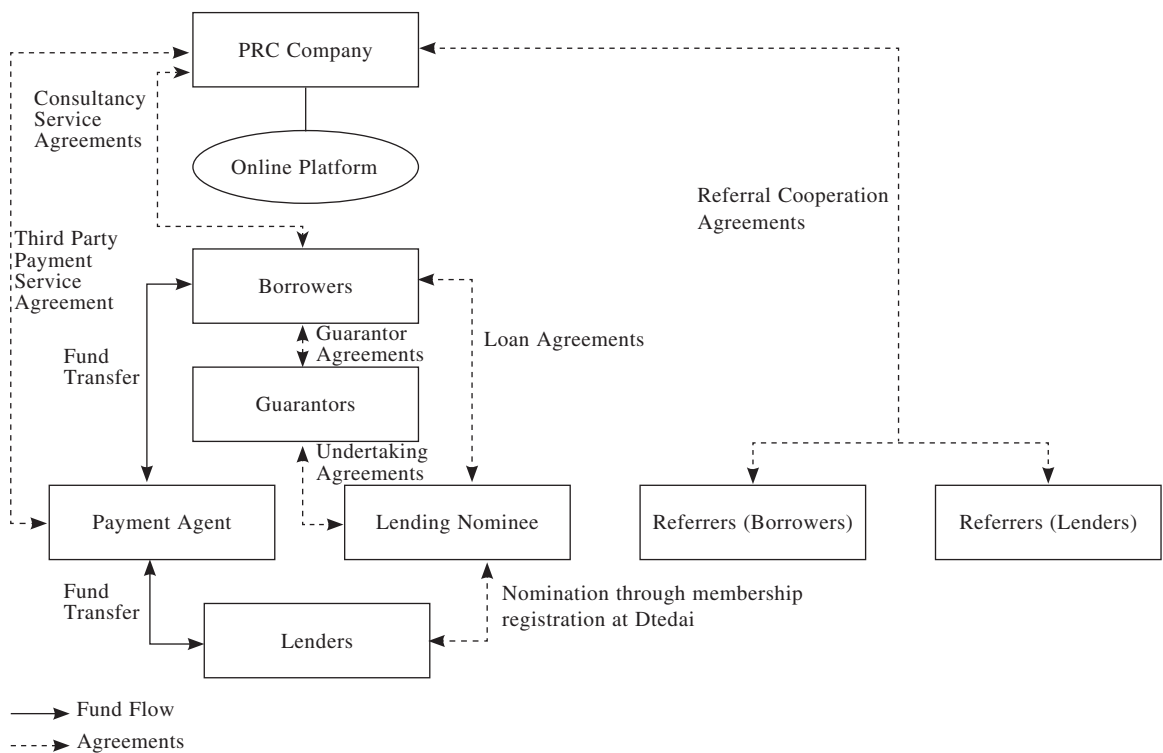 PRC Company
Consultancy
Service
Agreements
Online Platform
Referral Cooperation
Agreements
Third Party
Payment
Service
Agreement
Borrowers
Guarantor
Agreements
Loan Agreements
Fund
Transfer
Guarantors
Undertaking
Agreements
Payment Agent
Lending Nominee
Referrers (Borrowers)
Referrers (Lenders)
Fund
Transfer
Nomination through membership
registration at Dtedai
Lenders
Fund Flow
Agreements